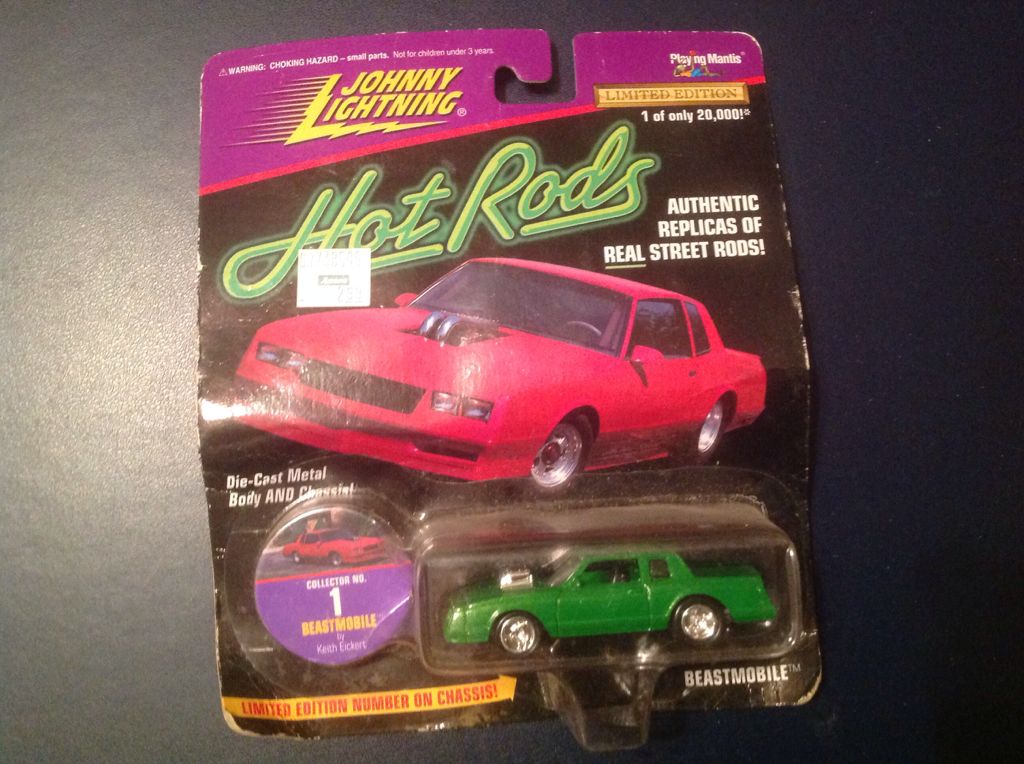 WARNING: CHOKING HAZARD – small parts. Not for children under 3 years.
JOHNNY
LIGHTNING®
Playing Mantis®
LIMITED EDITION
1 of only 20,000!*
Hot Rods
AUTHENTIC
REPLICAS OF
REAL STREET RODS!
Die-Cast Metal
Body AND Chassis!
COLLECTOR NO.
1
BEASTMOBILE
by
Keith Eickert
LIMITED EDITION NUMBER ON CHASSIS!
BEASTMOBILE™